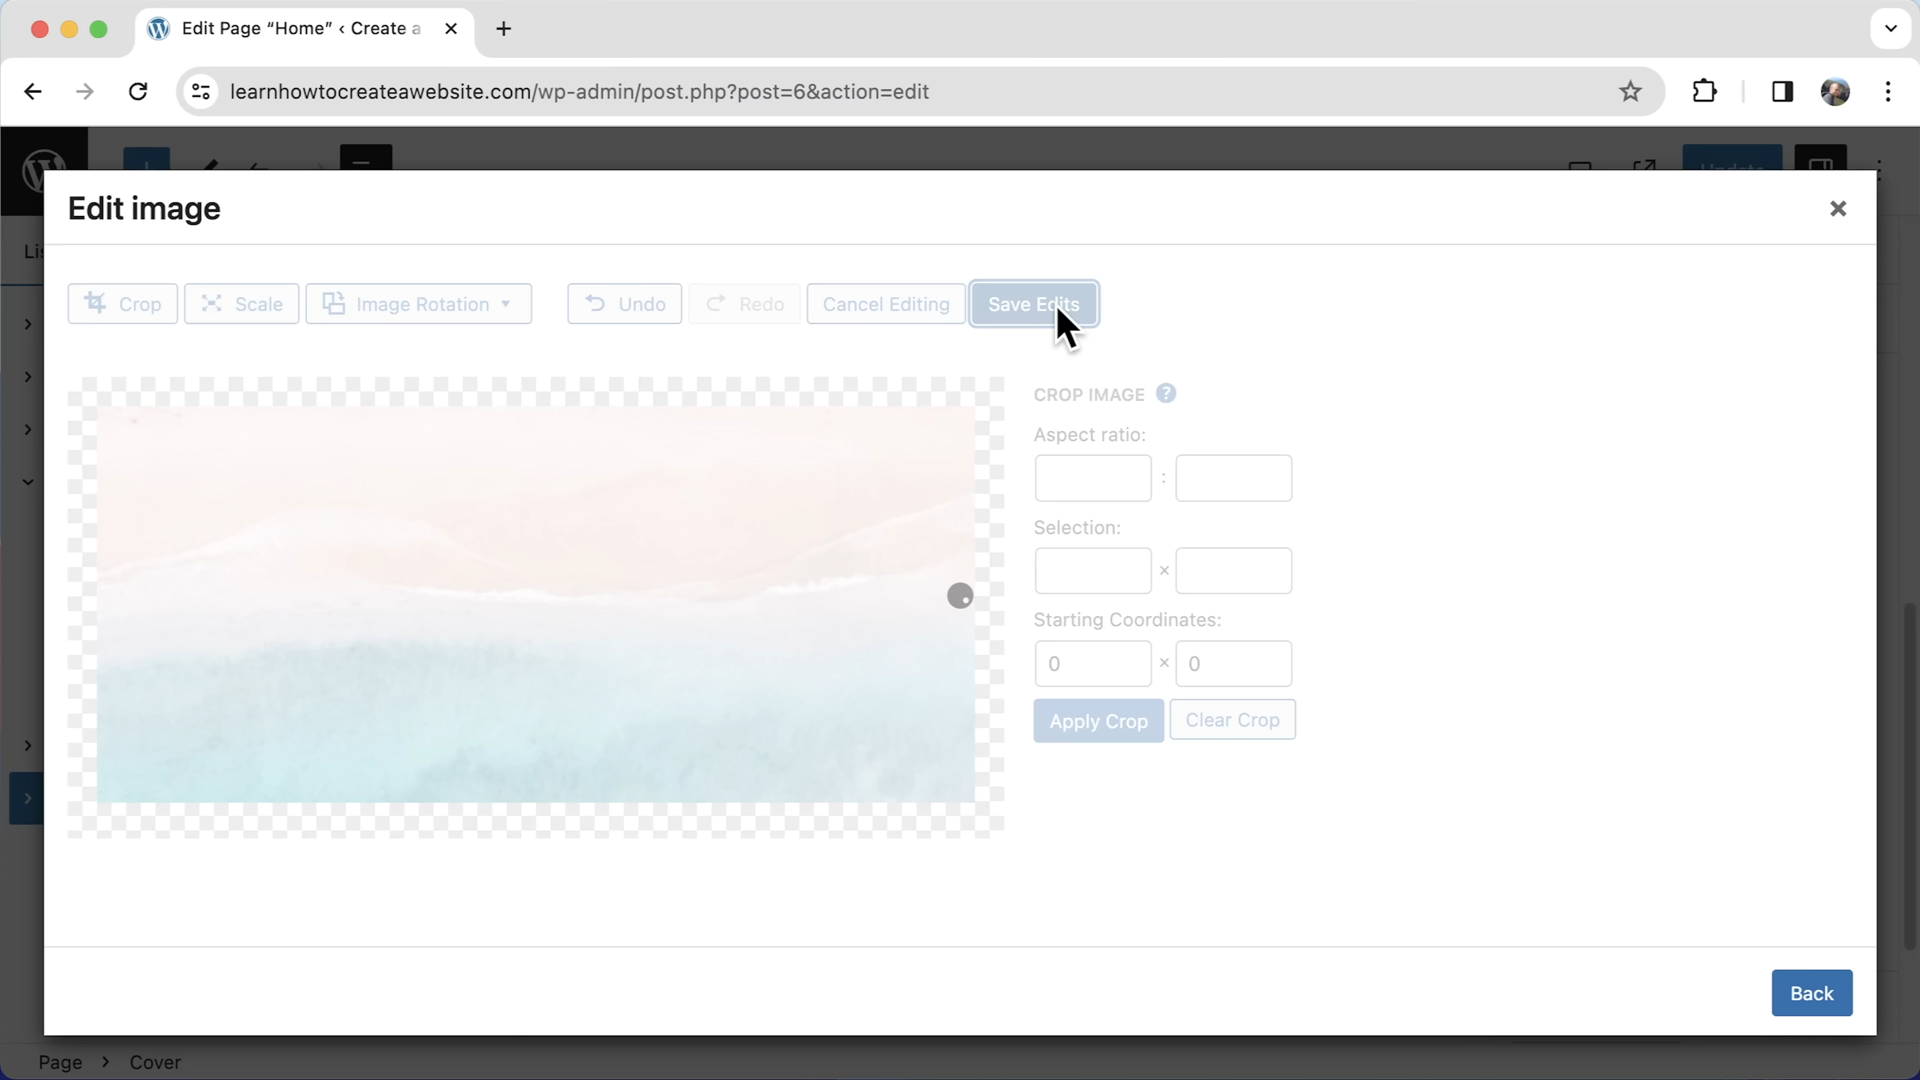 Edit Page “Home” ‹ Create a
learnhowtocreateawebsite.com/wp-admin/post.php?post=6&action=edit
Update
Edit image
Crop
Scale
Image Rotation
Undo
Redo
Cancel Editing
Save Edits
CROP IMAGE ?
Aspect ratio:
:
Selection:
×
Starting Coordinates:
0 × 0
Apply Crop
Clear Crop
Back
Page > Cover